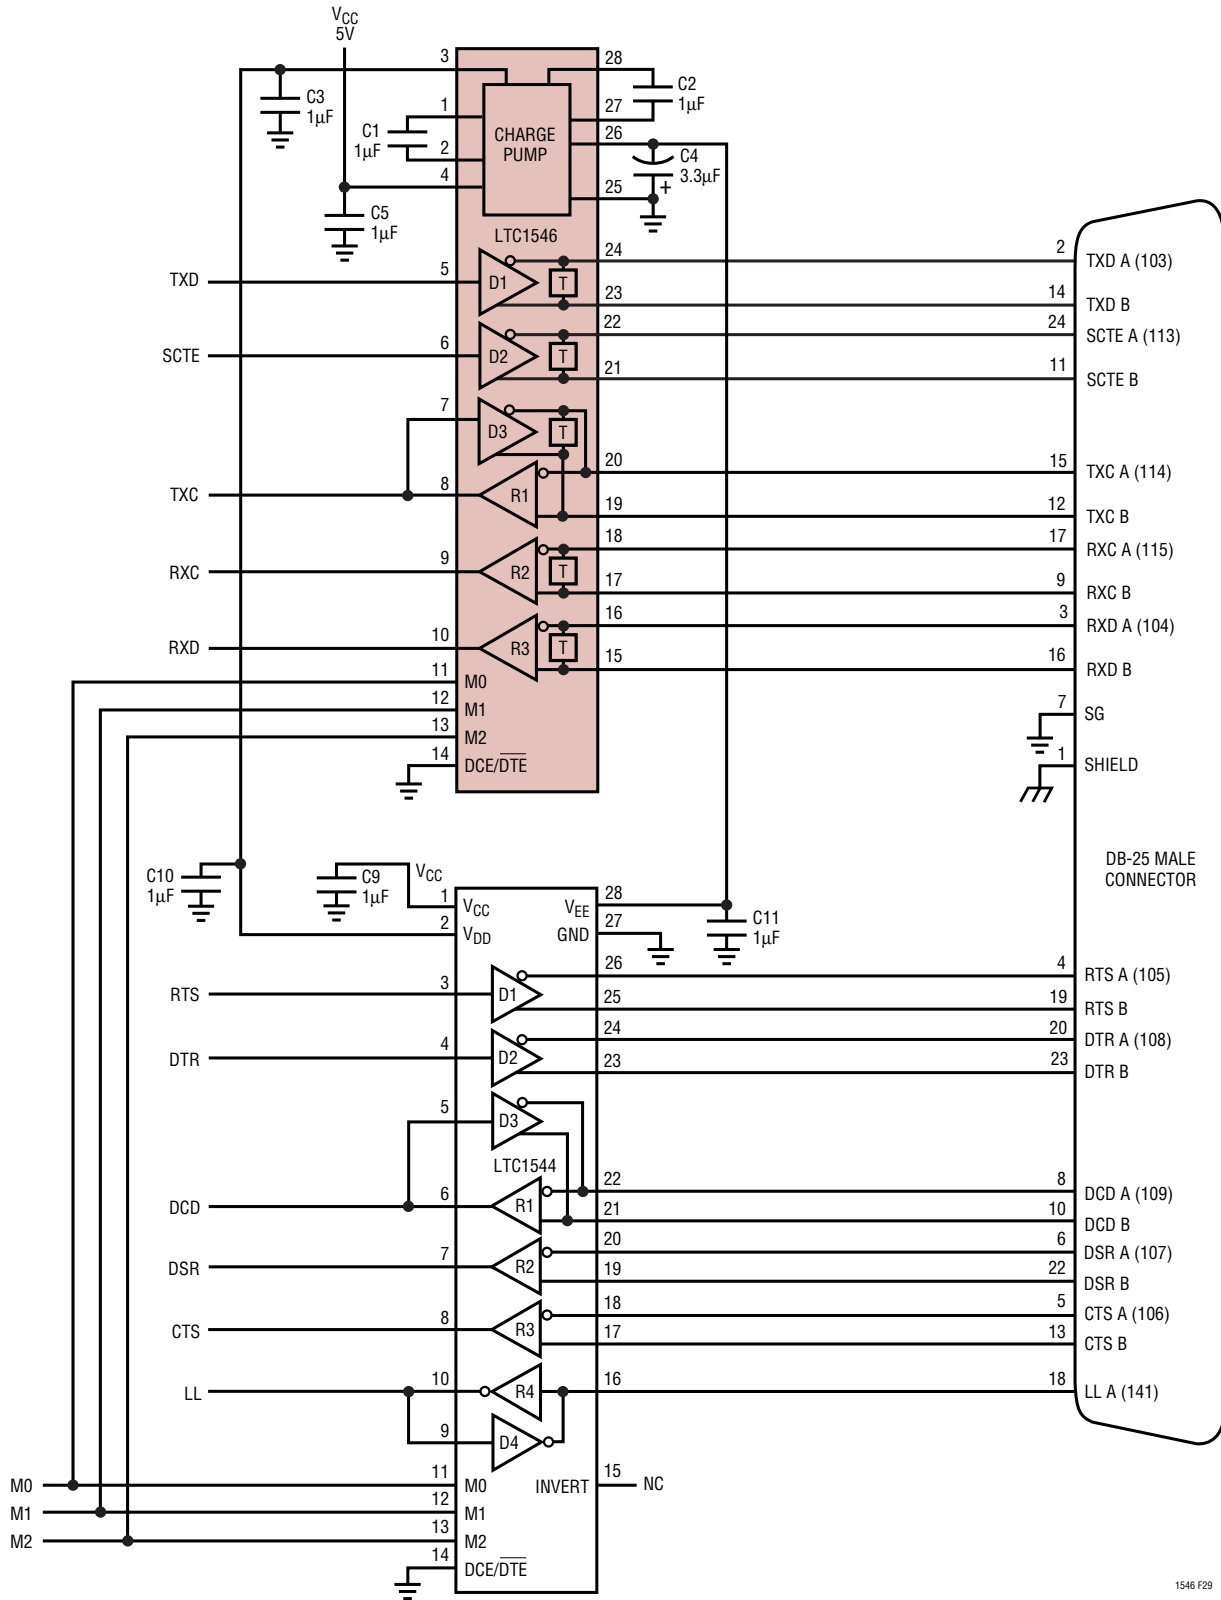 VCC
5V
3
28
C3
1µF
C2
1µF
1
27
C1
1µF
CHARGE
PUMP
26
2
C4
3.3µF
+
4
25
C5
1µF
LTC1546
TXD
5
D1
T
24
2
TXD A (103)
23
14
TXD B
SCTE
6
D2
T
22
24
SCTE A (113)
21
11
SCTE B
7
D3
T
TXC
8
R1
20
15
TXC A (114)
19
12
TXC B
RXC
9
R2
T
18
17
RXC A (115)
17
9
RXC B
RXD
10
R3
T
16
3
RXD A (104)
15
16
RXD B
11
M0
12
M1
13
M2
14
DCE/DTE
7
SG
1
SHIELD
DB-25 MALE
CONNECTOR
C10
1µF
C9
1µF
VCC
1
VCC
2
VDD
VEE
28
GND
27
C11
1µF
RTS
3
D1
26
4
RTS A (105)
25
19
RTS B
DTR
4
D2
24
20
DTR A (108)
23
23
DTR B
5
D3
LTC1544
DCD
6
R1
22
8
DCD A (109)
21
10
DCD B
DSR
7
R2
20
6
DSR A (107)
19
22
DSR B
CTS
8
R3
18
5
CTS A (106)
17
13
CTS B
LL
10
R4
16
18
LL A (141)
9
D4
M0
11
M0
INVERT
15
NC
M1
12
M1
M2
13
M2
14
DCE/DTE
1546 F29